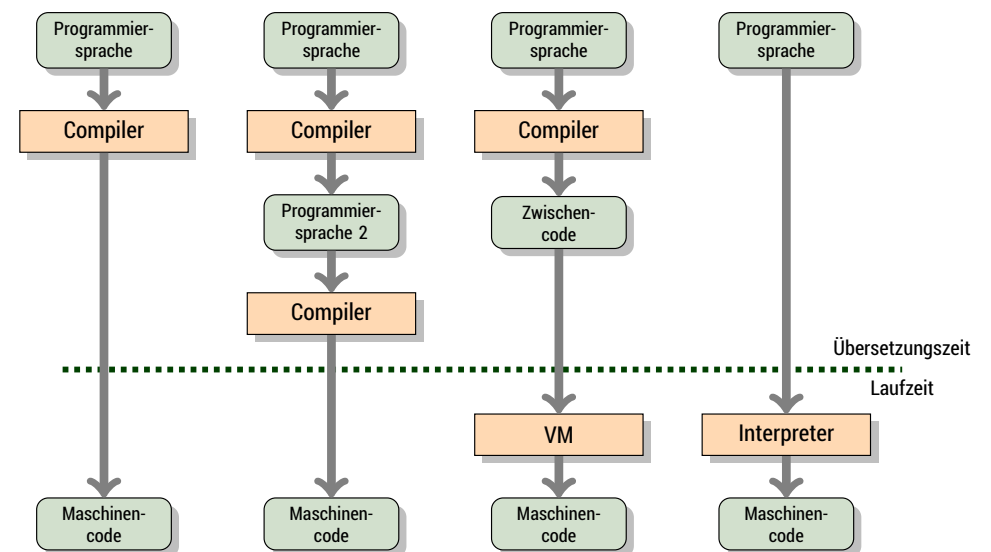 Programmier-
sprache
Programmier-
sprache
Programmier-
sprache
Programmier-
sprache
Compiler
Compiler
Compiler
Programmier-
sprache 2
Zwischen-
code
Compiler
Übersetzungszeit
Laufzeit
VM
Interpreter
Maschinen-
code
Maschinen-
code
Maschinen-
code
Maschinen-
code